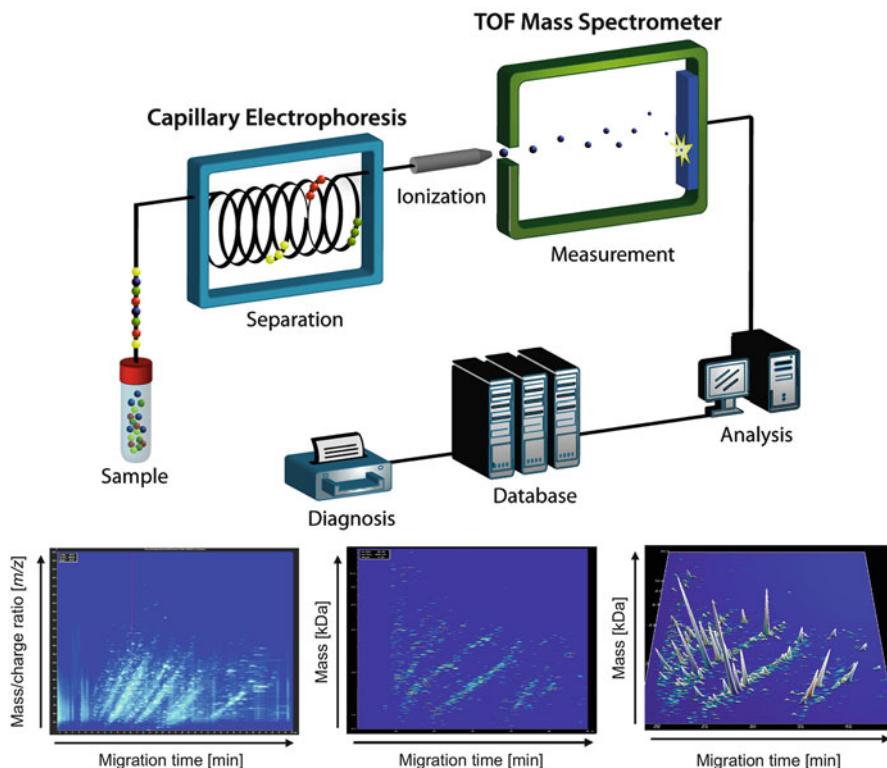 TOF Mass Spectrometer
Capillary Electrophoresis
Ionization
Measurement
Separation
Sample
Analysis
Database
Diagnosis
Mass/charge ratio [m/z]
Migration time [min]
Mass [kDa]
Migration time [min]
Mass [kDa]
Migration time [min]